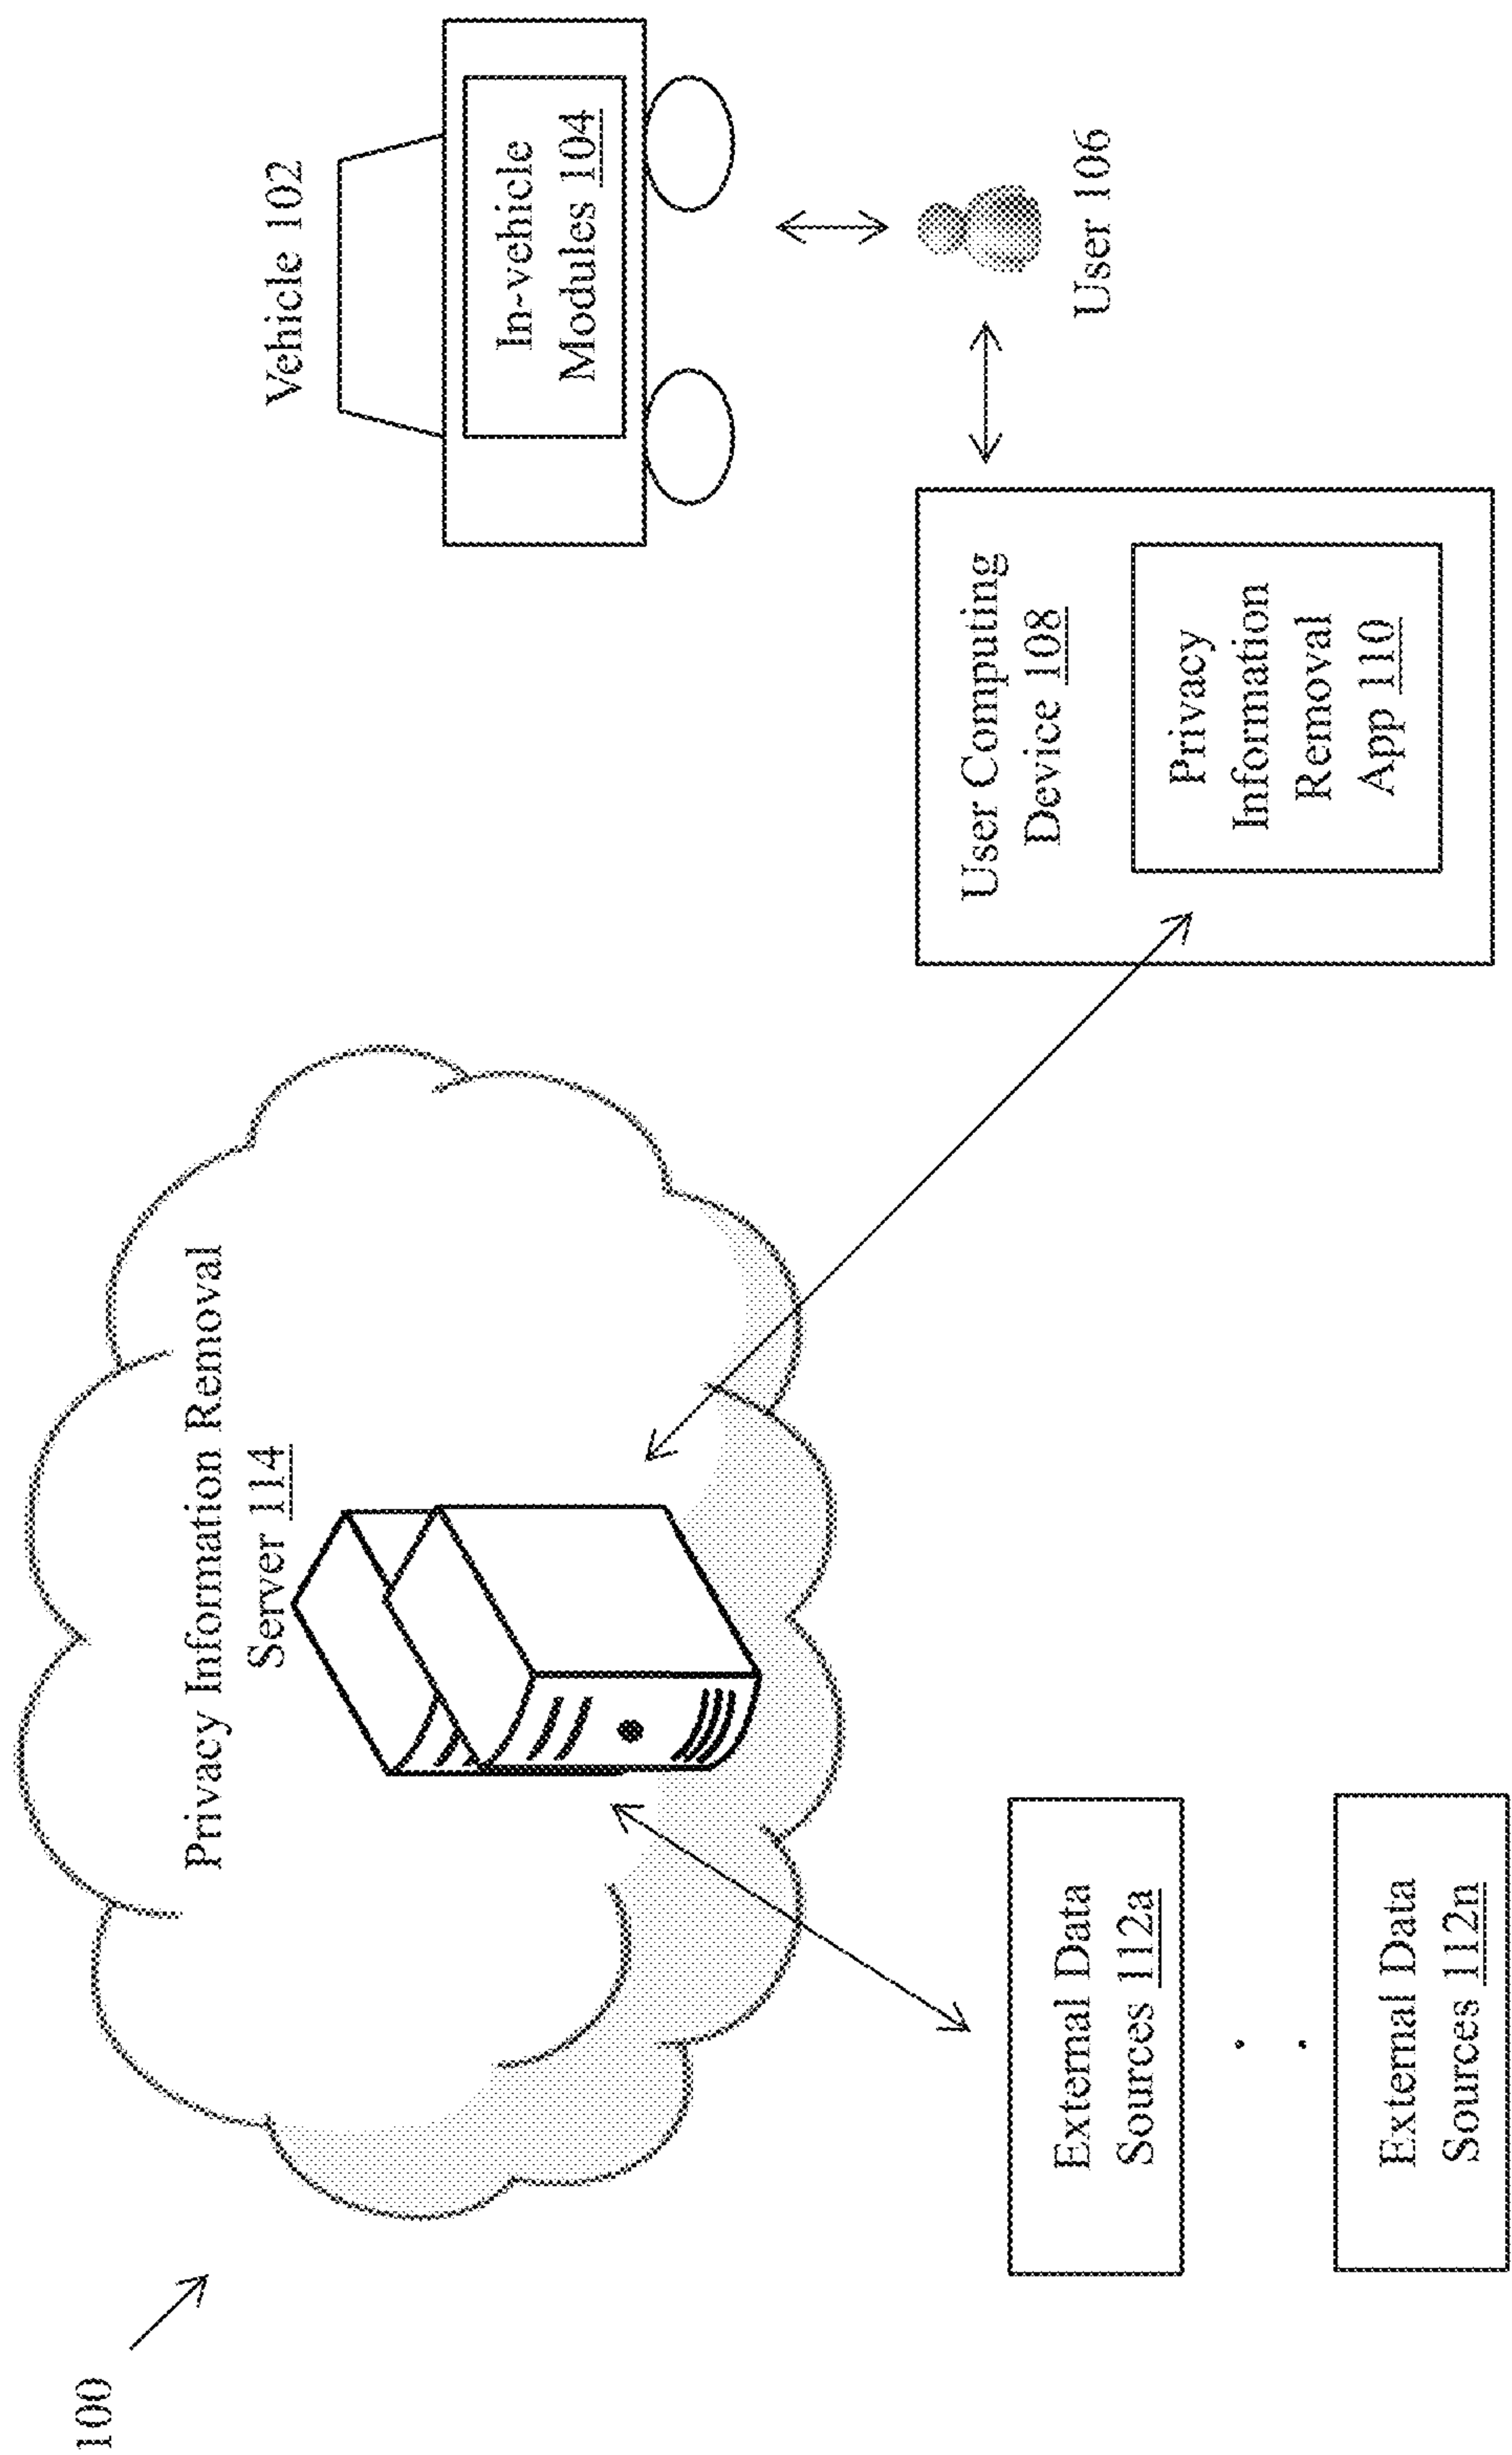 100
Privacy Information Removal
Server 114
Vehicle 102
In-vehicle
Modules 104
User 106
User Computing
Device 108
Privacy
Information
Removal
App 110
External Data
Sources 112a
External Data
Sources 112n